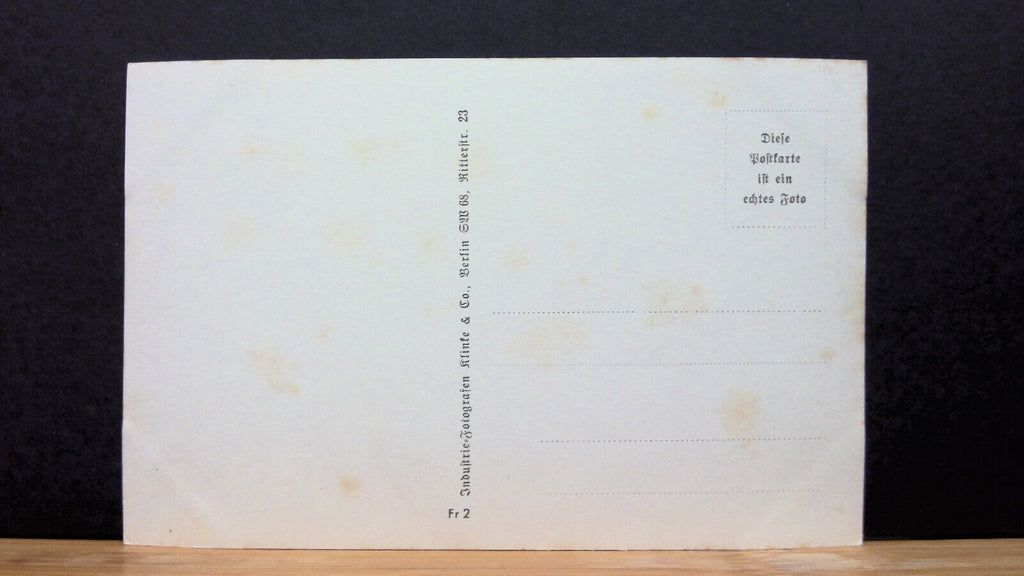 Industrie-Fotografen Klinke & Co., Berlin SW 68, Ritterstr. 23
Fr 2
Diese
Postkarte
ist ein
echtes Foto